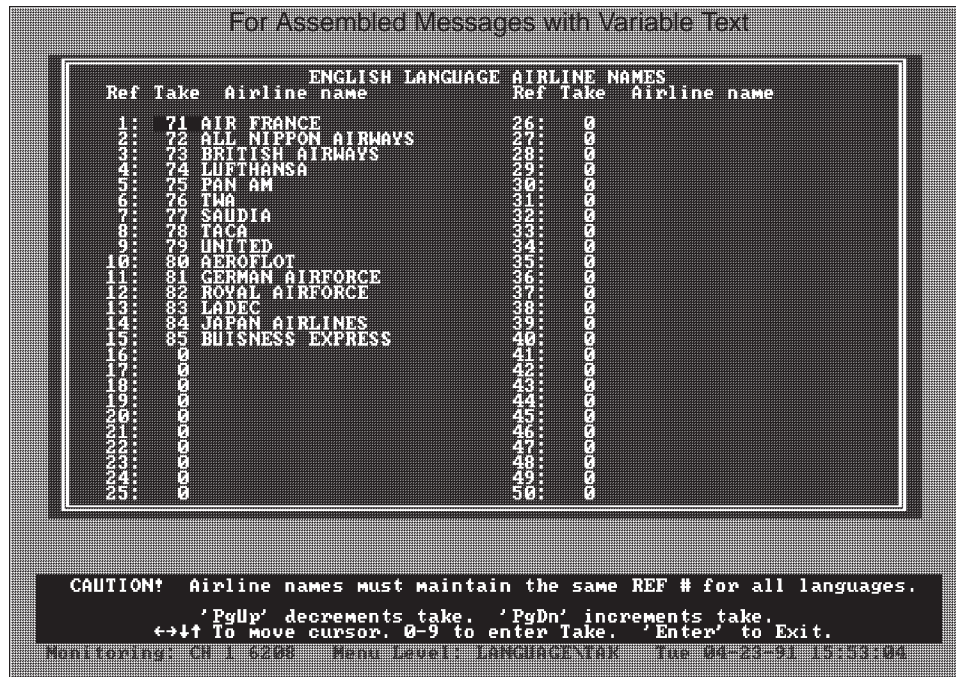 For Assembled Messages with Variable Text
ENGLISH LANGUAGE AIRLINE NAMES
Ref Take Airline name Ref Take Airline name
1: 71 AIR FRANCE 26: 0
2: 72 ALL NIPPON AIRWAYS 27: 0
3: 73 BRITISH AIRWAYS 28: 0
4: 74 LUFTHANSA 29: 0
5: 75 PAN AM 30: 0
6: 76 TWA 31: 0
7: 77 SAUDIA 32: 0
8: 78 TACA 33: 0
9: 79 UNITED 34: 0
10: 80 AEROFLOT 35: 0
11: 81 GERMAN AIRFORCE 36: 0
12: 82 ROYAL AIRFORCE 37: 0
13: 83 LADEC 38: 0
14: 84 JAPAN AIRLINES 39: 0
15: 85 BUISNESS EXPRESS 40: 0
16: 0 41: 0
17: 0 42: 0
18: 0 43: 0
19: 0 44: 0
20: 0 45: 0
21: 0 46: 0
22: 0 47: 0
23: 0 48: 0
24: 0 49: 0
25: 0 50: 0
CAUTION! Airline names must maintain the same REF # for all languages.
'PgUp' decrements take. 'PgDn' increments take.
←→↓↑ To move cursor. 0-9 to enter Take. 'Enter' to Exit.
Monitoring: CH 1 6208 Menu Level: LANGUAGE\TAK Tue 04-23-91 15:53:04